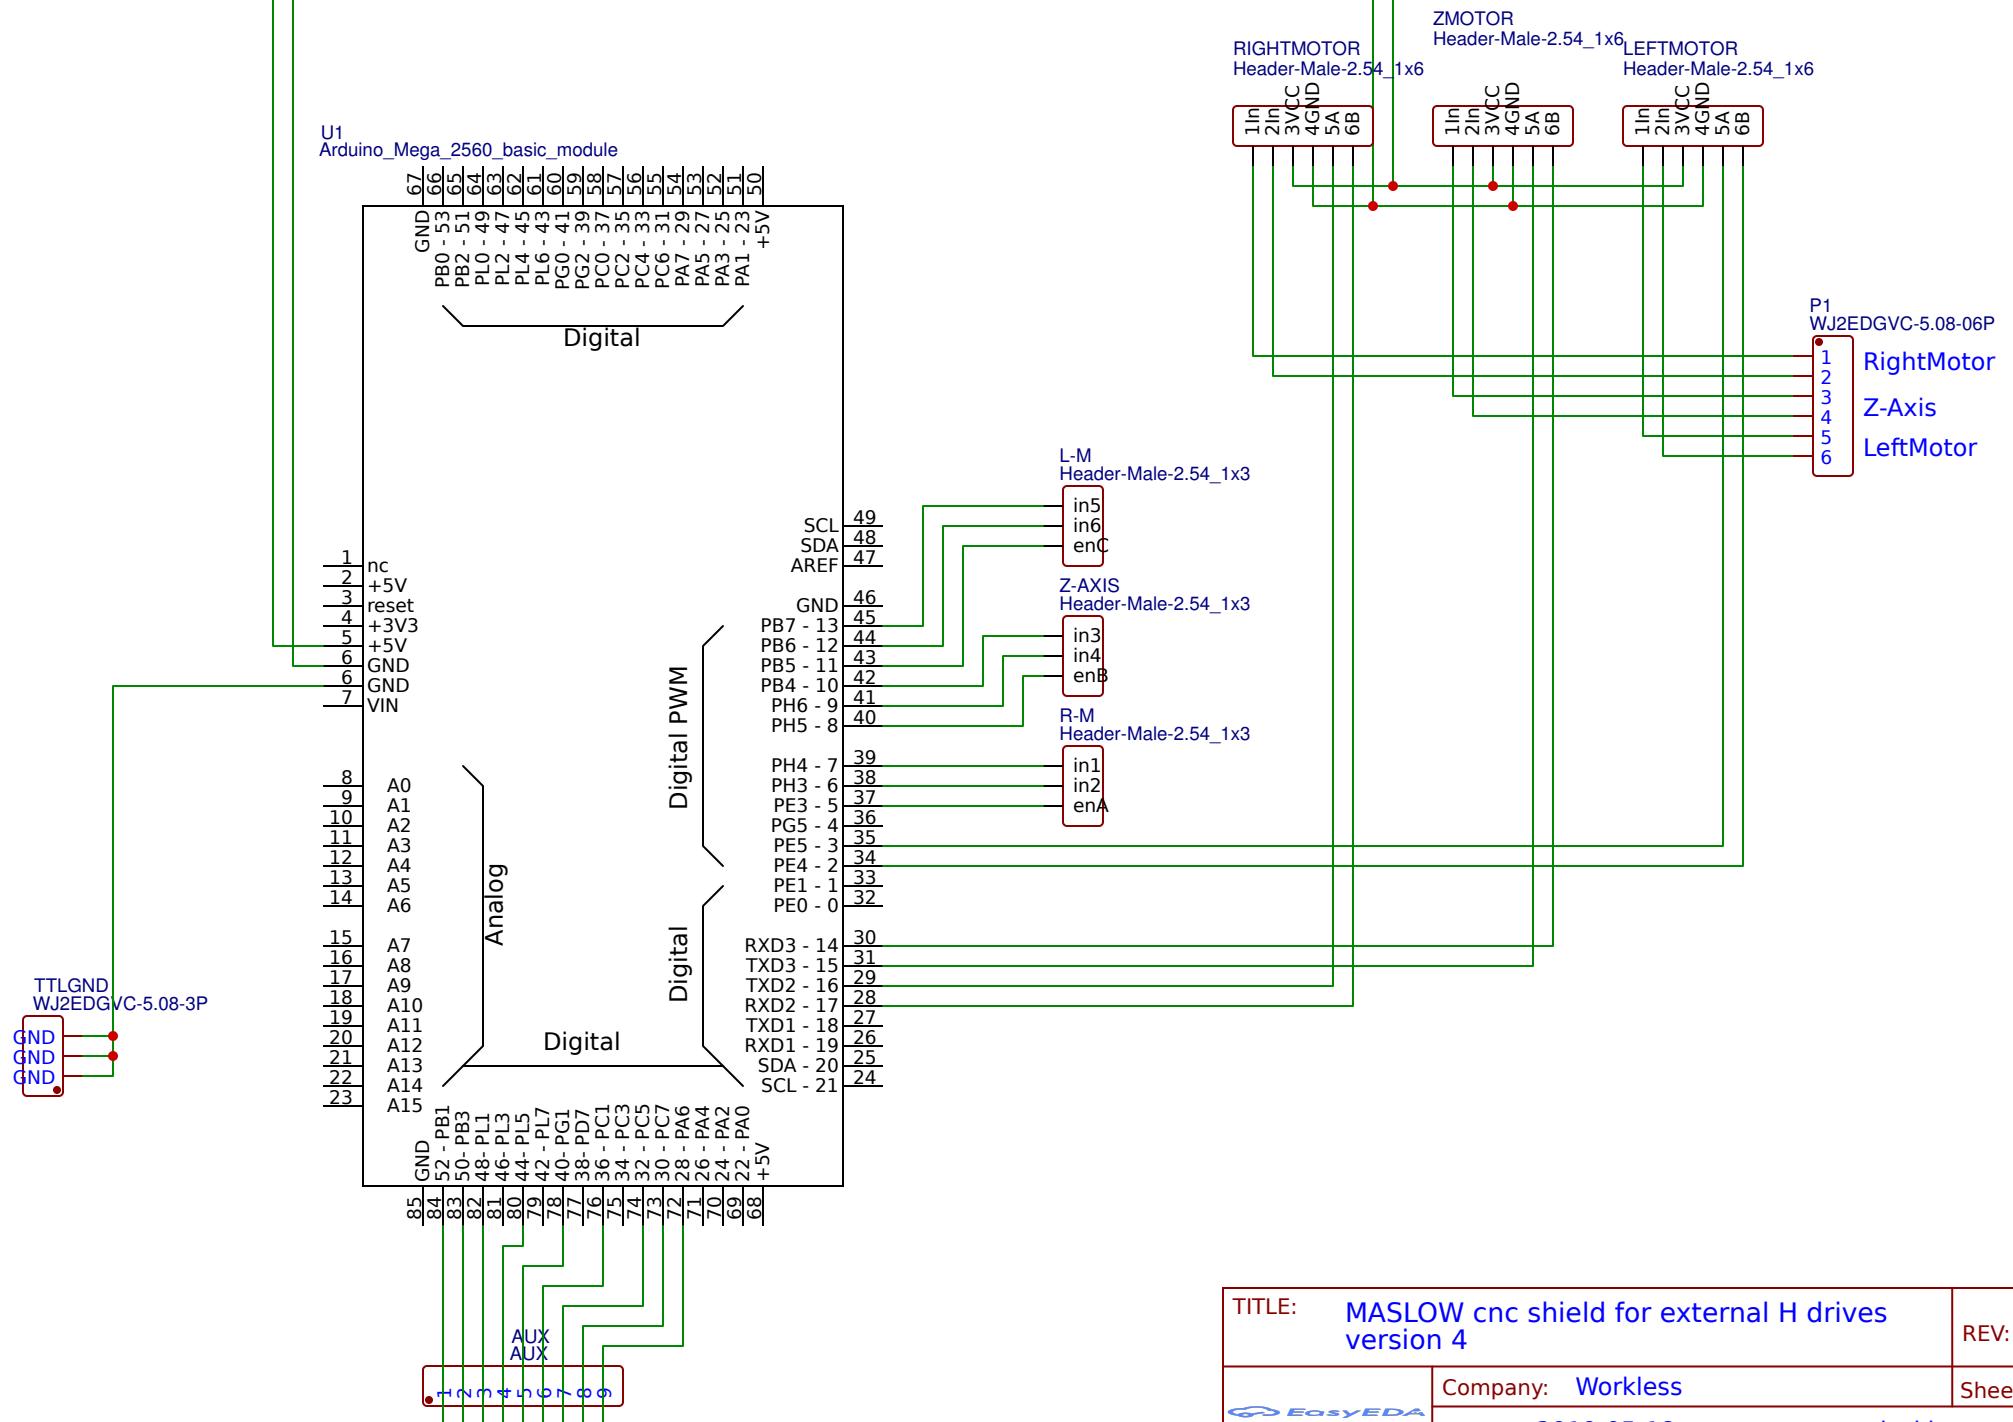 ZMOTOR
Header-Male-2.54_1x6
RIGHTMOTOR
Header-Male-2.54_1x6
LEFTMOTOR
Header-Male-2.54_1x6
1In
2In
3VCC
4GND
5A
6B
1In
2In
3VCC
4GND
5A
6B
1In
2In
3VCC
4GND
5A
6B
U1
Arduino_Mega_2560_basic_module
67
66
65
64
63
62
61
60
59
58
57
56
55
54
53
52
51
50
GND
PB0 - 53
PB2 - 51
PL0 - 49
PL2 - 47
PL4 - 45
PL6 - 43
PG0 - 41
PG2 - 39
PC0 - 37
PC2 - 35
PC4 - 33
PC6 - 31
PA7 - 29
PA5 - 27
PA3 - 25
PA1 - 23
+5V
Digital
P1
WJ2EDGVC-5.08-06P
1
2
3
4
5
6
RightMotor
Z-Axis
LeftMotor
L-M
Header-Male-2.54_1x3
in5
in6
enC
Z-AXIS
Header-Male-2.54_1x3
in3
in4
enB
R-M
Header-Male-2.54_1x3
in1
in2
enA
1 nc
2 +5V
3 reset
4 +3V3
5 +5V
6 GND
6 GND
7 VIN
8 A0
9 A1
10 A2
11 A3
12 A4
13 A5
14 A6
15 A7
16 A8
17 A9
18 A10
19 A11
20 A12
21 A13
22 A14
23 A15
Analog
Digital PWM
Digital
Digital
SCL 49
SDA 48
AREF 47
GND 46
PB7 - 13 45
PB6 - 12 44
PB5 - 11 43
PB4 - 10 42
PH6 - 9 41
PH5 - 8 40
PH4 - 7 39
PH3 - 6 38
PE3 - 5 37
PG5 - 4 36
PE5 - 3 35
PE4 - 2 34
PE1 - 1 33
PE0 - 0 32
RXD3 - 14 30
TXD3 - 15 31
TXD2 - 16 29
RXD2 - 17 28
TXD1 - 18 27
RXD1 - 19 26
SDA - 20 25
SCL - 21 24
TTLGND
WJ2EDGVC-5.08-3P
GND
GND
GND
GND
52 - PB1
50- PB3
48- PL1
46- PL3
44- PL5
42 - PL7
40- PG1
38- PD7
36 - PC1
34 - PC3
32 - PC5
30 - PC7
28 - PA6
26 - PA4
24 - PA2
22 - PA0
+5V
85
84
83
82
81
80
79
78
77
76
75
74
73
72
71
70
69
68
AUX
AUX
1
2
3
4
5
6
7
8
9
TITLE:
MASLOW cnc shield for external H drives
version 4
REV:
Company: Workless
Shee
EasyEDA